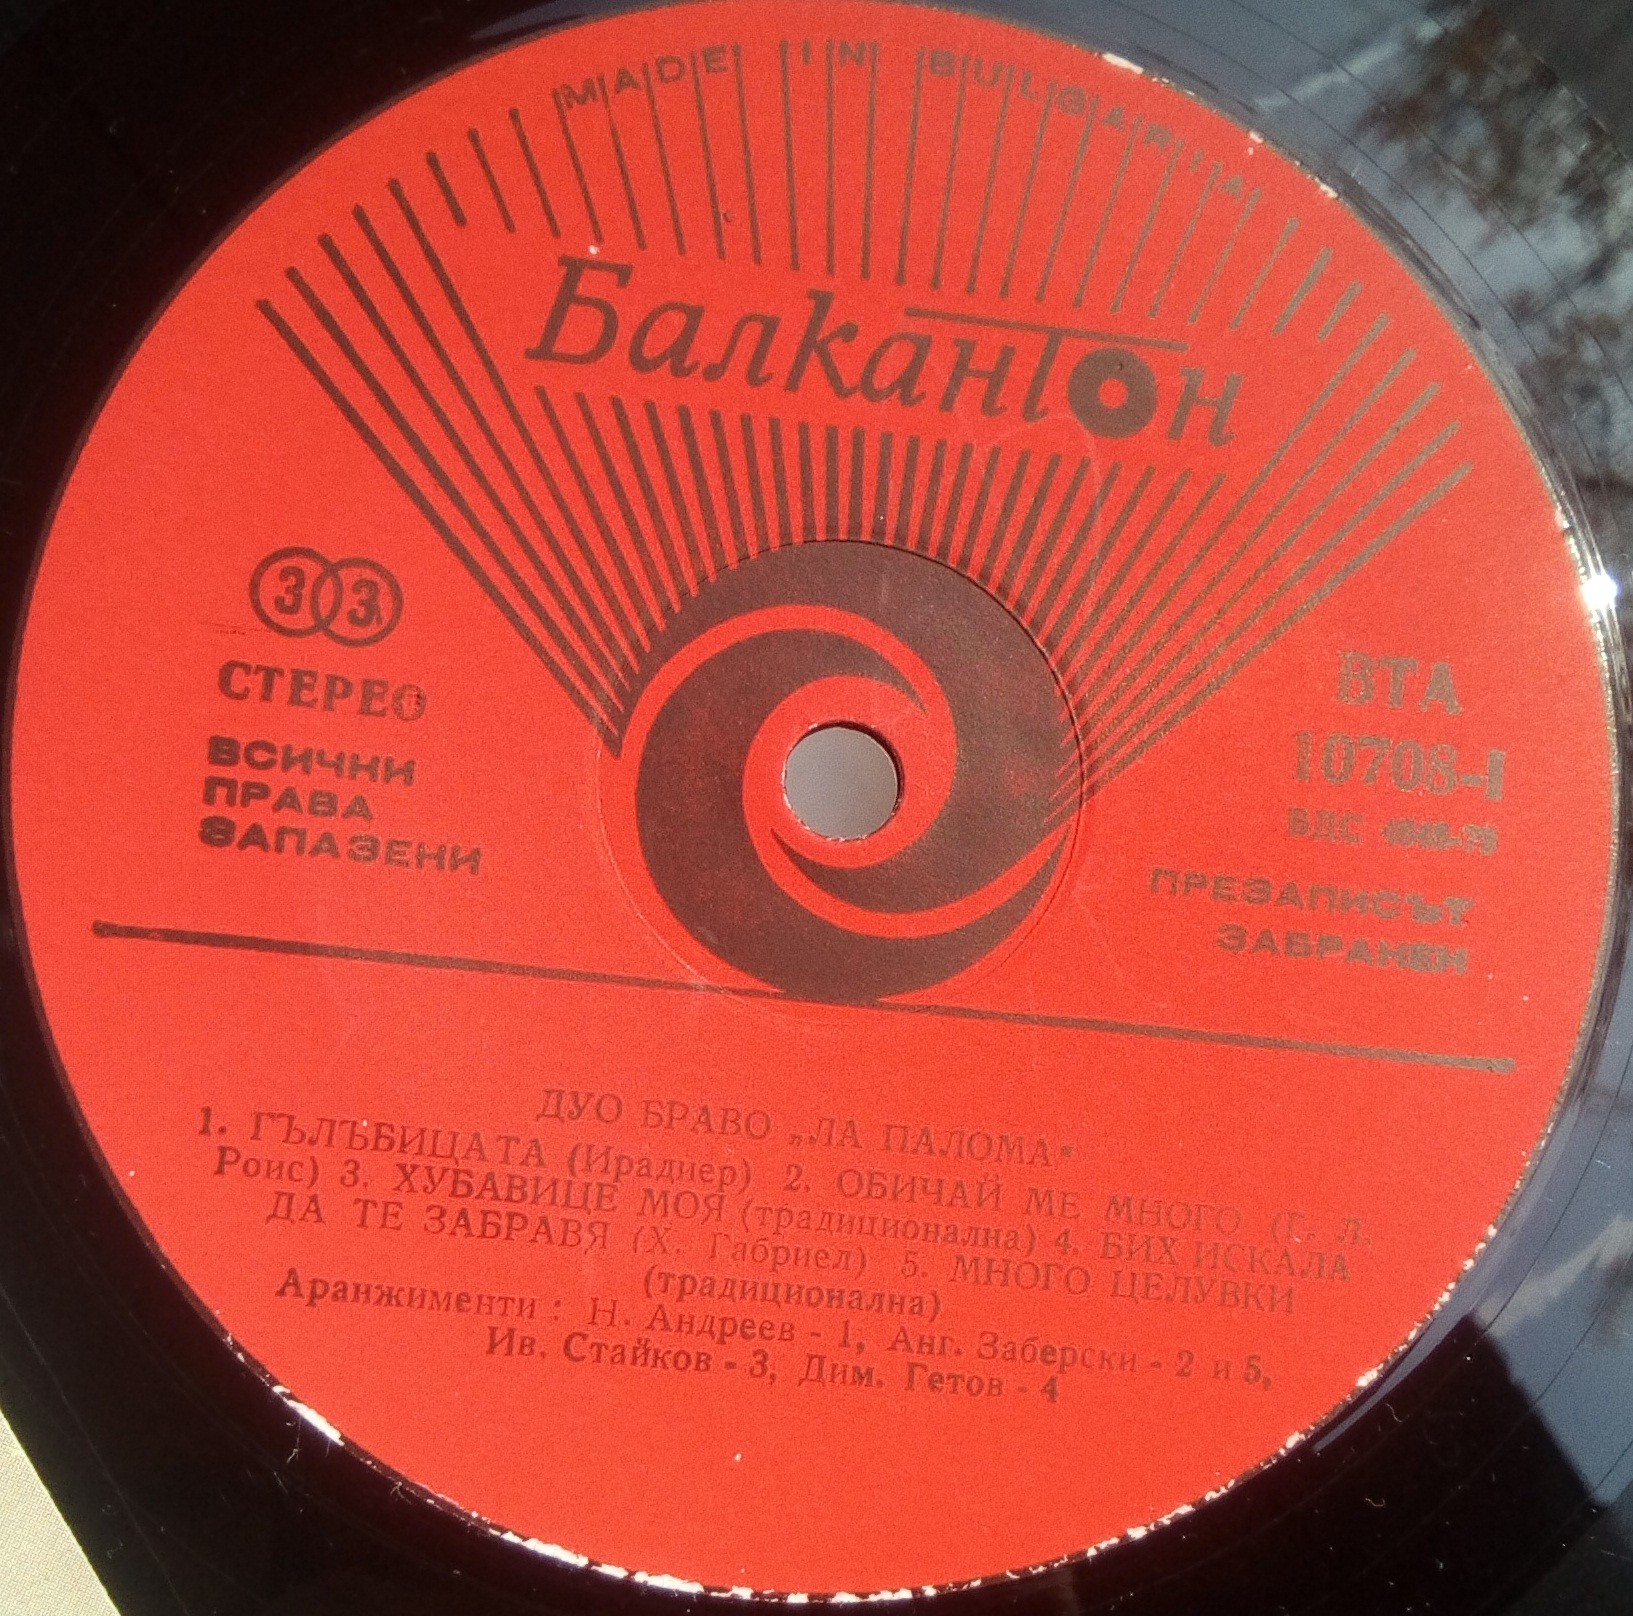 MADE IN BULGARIA
Балкантон
33
СТЕРЕО
ВСИЧКИ
ПРАВА
ЗАПАЗЕНИ
ВТА
10708-I
БДС
ПРЕЗАПИСЪТ
ЗАБРАНЕН
ДУО БРАВО „ЛА ПАЛОМА“
1. ГЪЛЪБИЦАТА (Ирадиер) 2. ОБИЧАЙ МЕ МНОГО (Г. Л.
Роис) 3. ХУБАВИЦЕ МОЯ (традиционална) 4. БИХ ИСКАЛА
ДА ТЕ ЗАБРАВЯ (Х. Габриел) 5. МНОГО ЦЕЛУВКИ
(традиционална)
Аранжименти : Н. Андреев - 1, Анг. Заберски - 2 и 5,
Ив. Стайков - 3, Дим. Гетов - 4